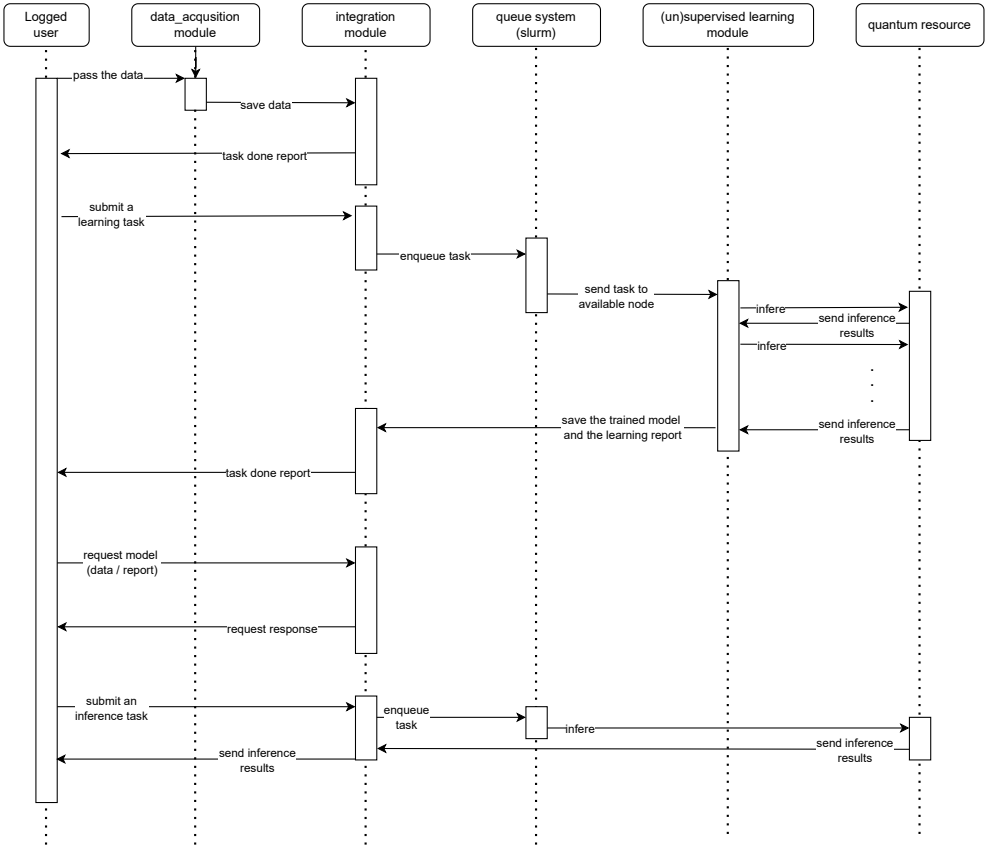 Logged
user
data_acqusition
module
integration
module
queue system
(slurm)
(un)supervised learning
module
quantum resource
pass the data
save data
task done report
submit a
learning task
enqueue task
send task to
available node
infere
send inference
results
infere
.
.
.
save the trained model
and the learning report
send inference
results
task done report
request model
(data / report)
request response
submit an
inference task
enqueue
task
infere
send inference
results
send inference
results